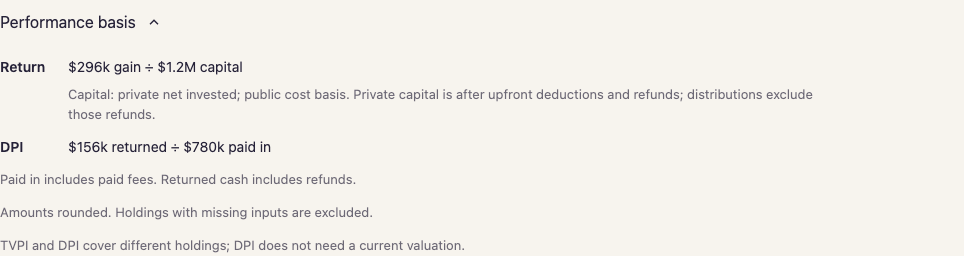 Performance basis
Return $296k gain ÷ $1.2M capital
Capital: private net invested; public cost basis. Private capital is after upfront deductions and refunds; distributions exclude
those refunds.
DPI $156k returned ÷ $780k paid in
Paid in includes paid fees. Returned cash includes refunds.
Amounts rounded. Holdings with missing inputs are excluded.
TVPI and DPI cover different holdings; DPI does not need a current valuation.